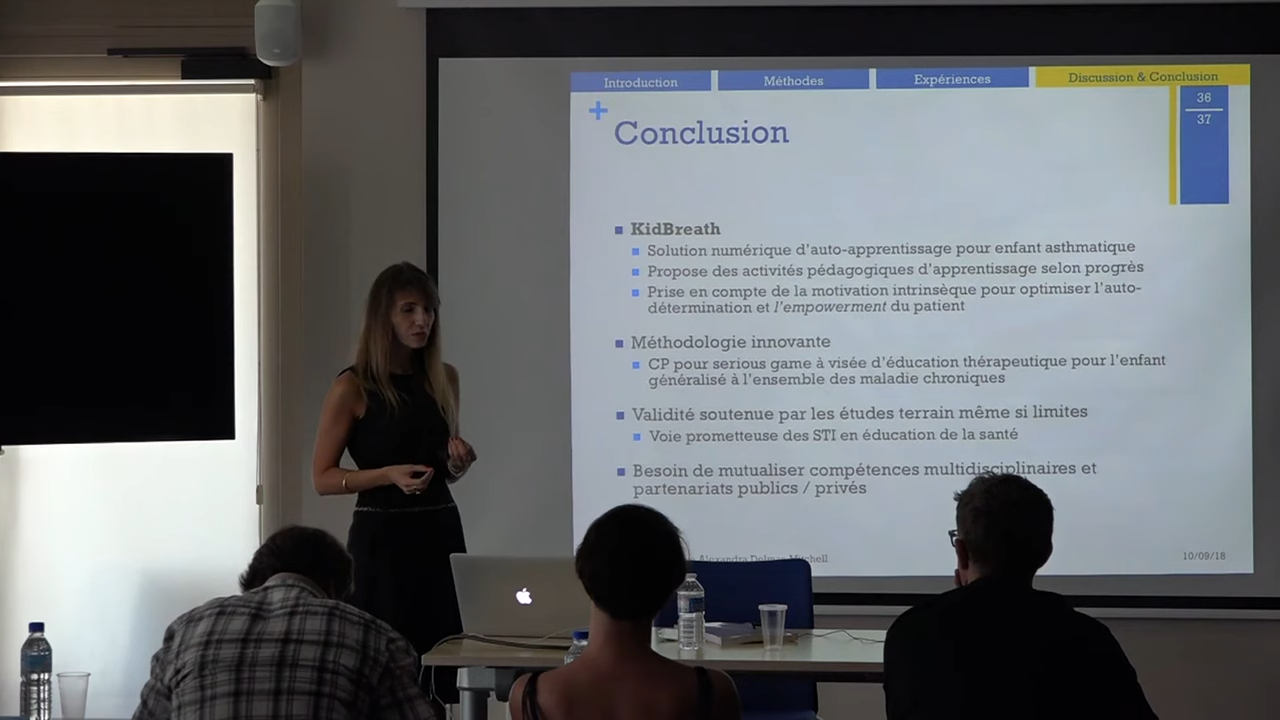 Introduction
Méthodes
Expériences
Discussion & Conclusion
36
37
+
Conclusion
KidBreath
Solution numérique d'auto-apprentissage pour enfant asthmatique
Propose des activités pédagogiques d'apprentissage selon progrès
Prise en compte de la motivation intrinsèque pour optimiser l'auto-
détermination et l'empowerment du patient
Méthodologie innovante
CP pour serious game à visée d'éducation thérapeutique pour l'enfant
généralisé à l'ensemble des maladie chroniques
Validité soutenue par les études terrain même si limites
Voie prometteuse des STI en éducation de la santé
Besoin de mutualiser compétences multidisciplinaires et
partenariats publics / privés
Alexandra Delmas Mitchell
10/09/18